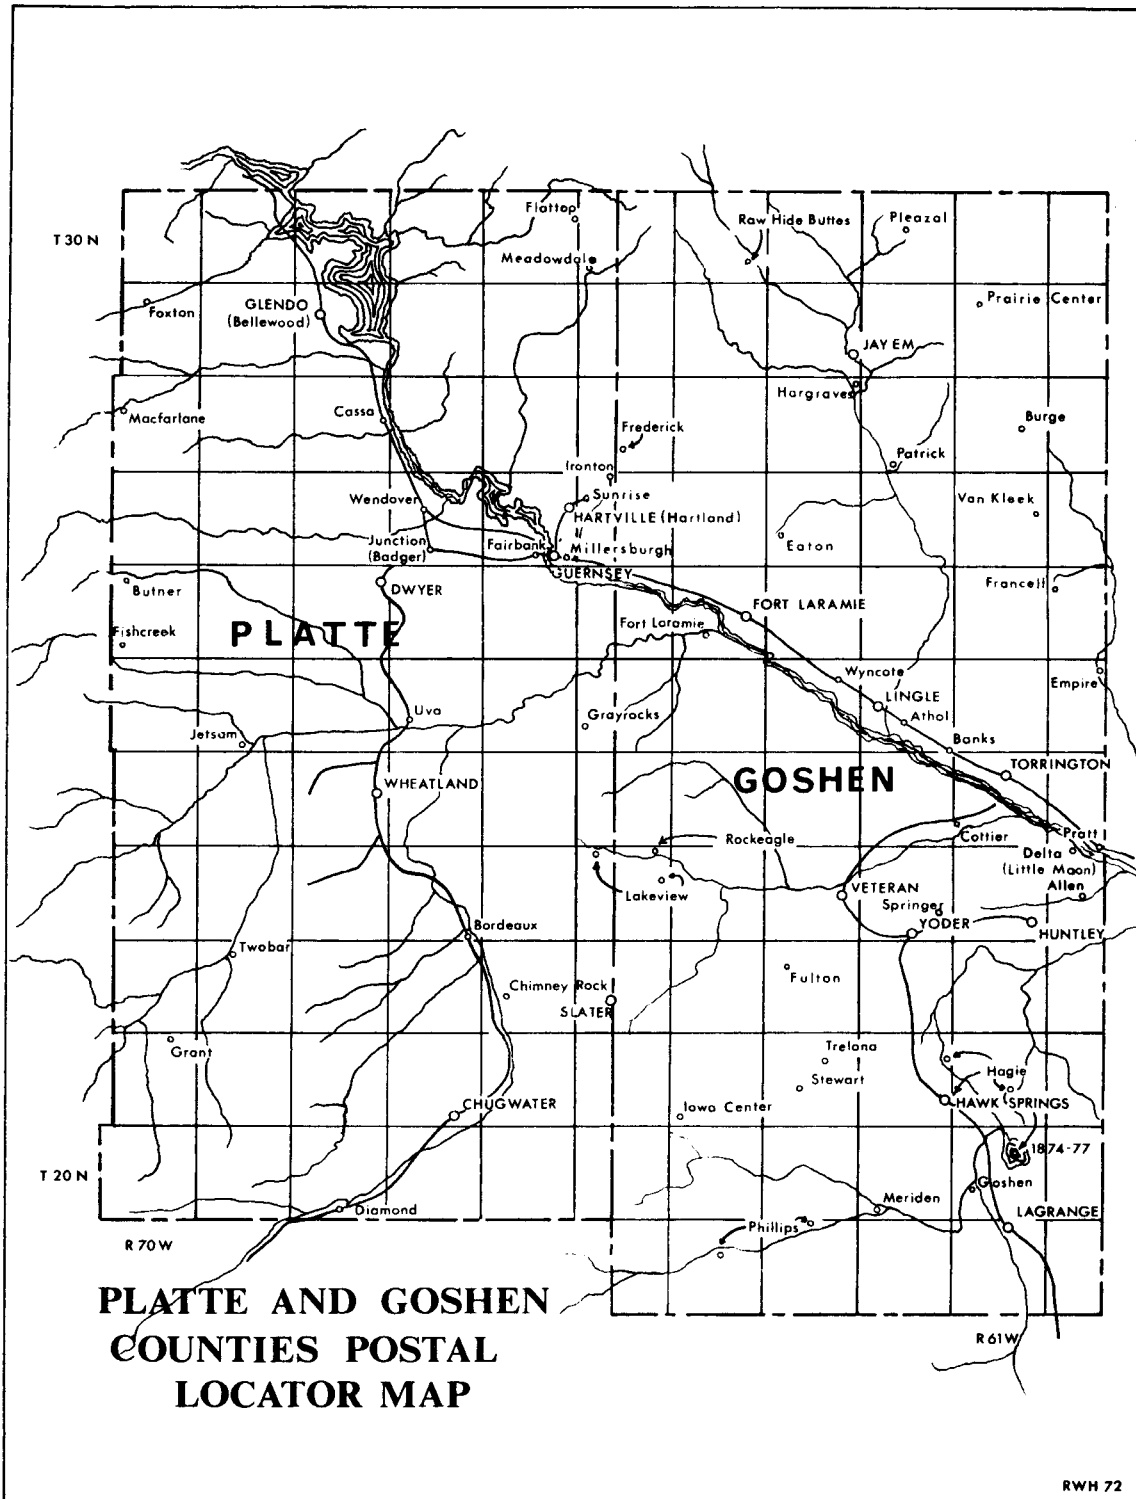 Flattop
Raw Hide Buttes
Pleazal
T 30 N
Meadowdale
Foxton
GLENDO
(Bellewood)
Prairie Center
JAY EM
Hargraves
Macfarlane
Cassa
Frederick
Burge
Ironton
Patrick
Wendover
Sunrise
Van Kleek
HARTVILLE (Hartland)
Junction
(Badger)
Fairbank
Millersburgh
Eaton
GUERNSEY
Butner
DWYER
Francell
FORT LARAMIE
Fishcreek
PLATTE
Fort Laramie
Wyncote
Empire
Uva
Grayrocks
LINGLE
Athol
Jetsam
Banks
WHEATLAND
GOSHEN
TORRINGTON
Rockeagle
Cottier
Pratt
Delta
(Little Moon)
Lakeview
VETERAN
Allen
Springer
Bordeaux
YODER
HUNTLEY
Twobar
Chimney Rock
Fulton
SLATER
Grant
Trelona
Stewart
Hagie
CHUGWATER
Iowa Center
HAWK SPRINGS
1874-77
T 20 N
Goshen
Diamond
Meriden
Phillips
LAGRANGE
R 70 W
PLATTE AND GOSHEN
COUNTIES POSTAL
LOCATOR MAP
R 61 W
RWH 72